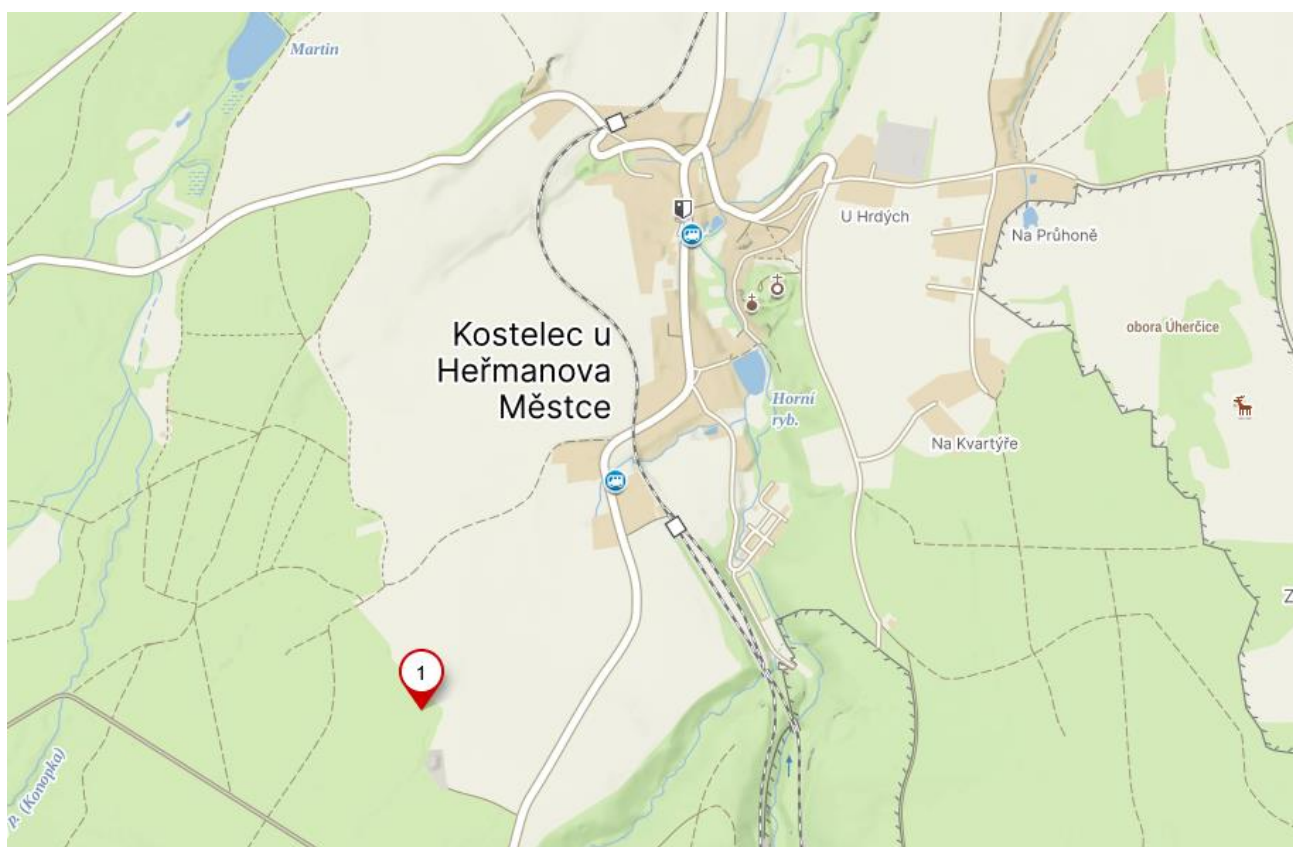 Martin
U Hrdých
Na Průhoně
obora Úherčice
Kostelec u
Heřmanova
Městce
Horní
ryb.
Na Kvartýře
Z
1
p. (Konopka)